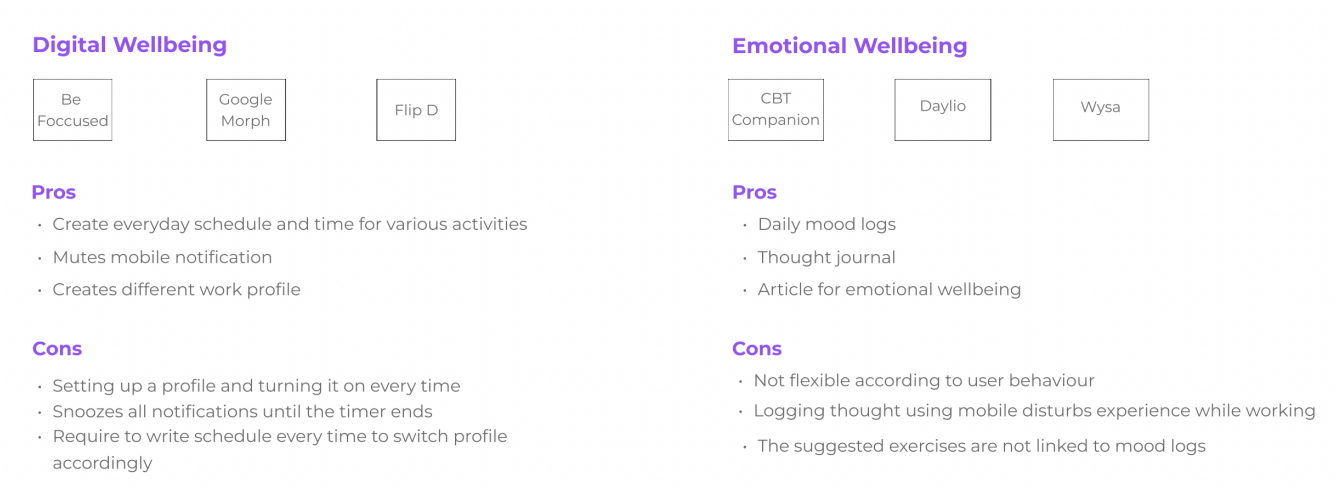 Digital Wellbeing
Be
Foccused
Google
Morph
Flip D
Pros
• Create everyday schedule and time for various activities
• Mutes mobile notification
• Creates different work profile
Cons
• Setting up a profile and turning it on every time
• Snoozes all notifications until the timer ends
• Require to write schedule every time to switch profile
accordingly
Emotional Wellbeing
CBT
Companion
Daylio
Wysa
Pros
• Daily mood logs
• Thought journal
• Article for emotional wellbeing
Cons
• Not flexible according to user behaviour
• Logging thought using mobile disturbs experience while working
• The suggested exercises are not linked to mood logs